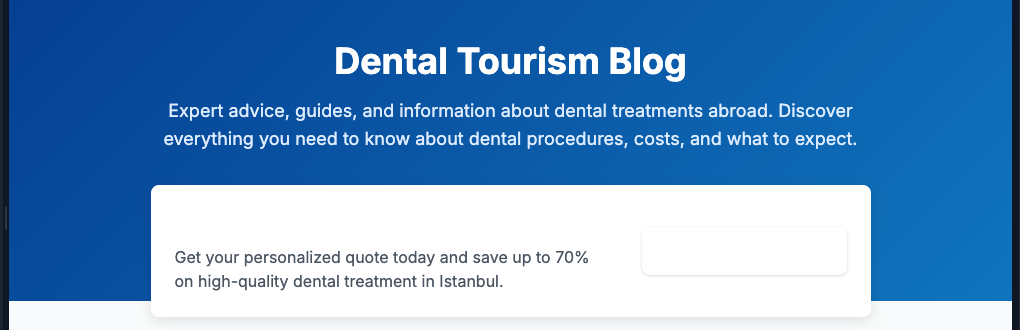 Dental Tourism Blog
Expert advice, guides, and information about dental treatments abroad. Discover
everything you need to know about dental procedures, costs, and what to expect.
Get your personalized quote today and save up to 70%
on high-quality dental treatment in Istanbul.